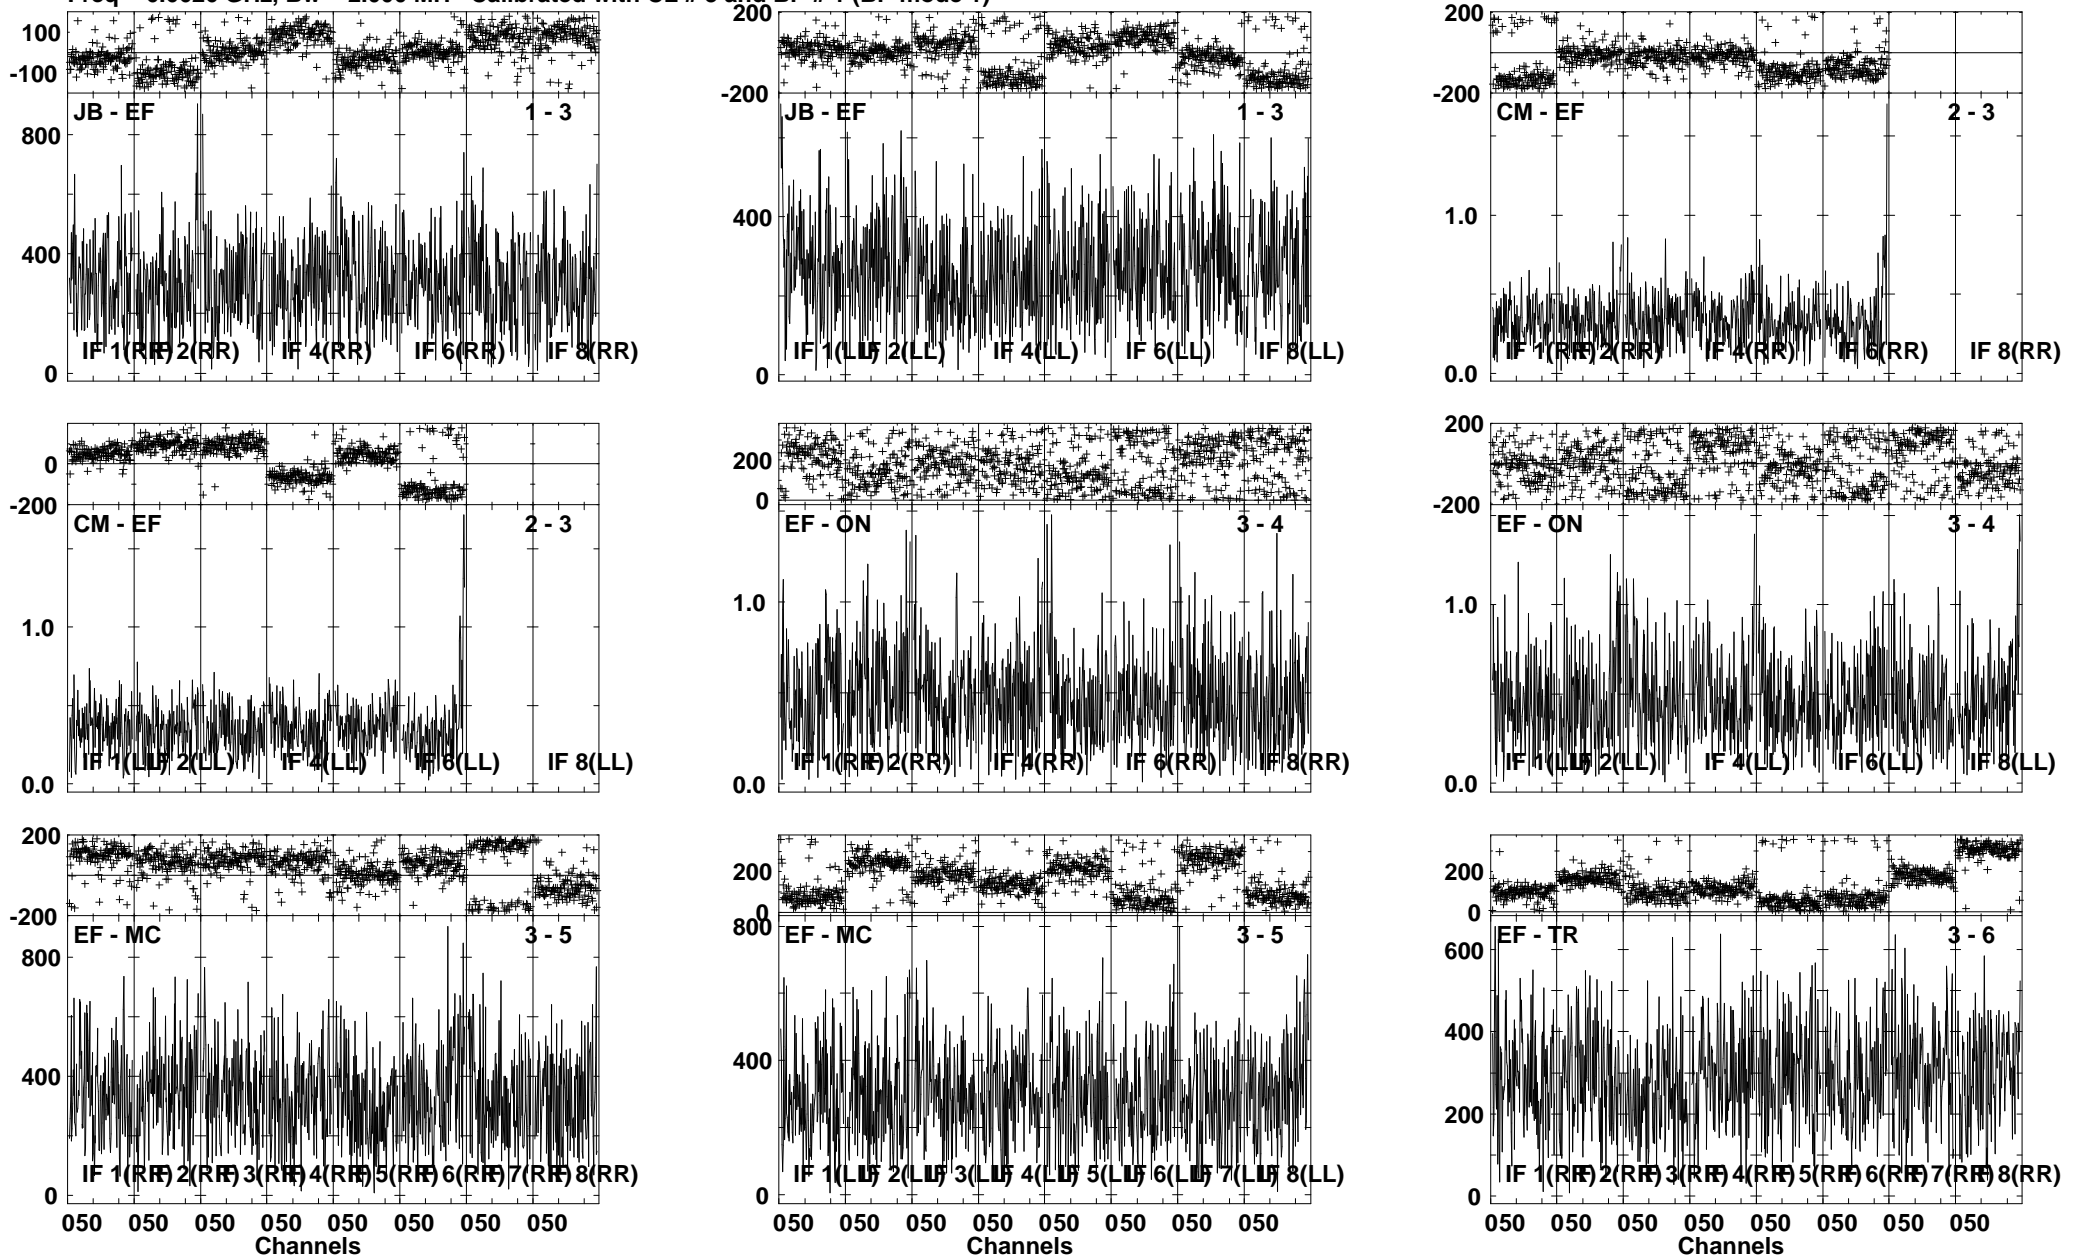 100
-100
JB - EF 1 - 3
800
400
0
IF 1(RR) IF 2(RR) IF 4(RR) IF 6(RR) IF 8(RR)
200
-200
JB - EF 1 - 3
400
0
IF 1(LL) IF 2(LL) IF 4(LL) IF 6(LL) IF 8(LL)
200
-200
CM - EF 2 - 3
1.0
0.0
IF 1(RR) IF 2(RR) IF 4(RR) IF 6(RR) IF 8(RR)
0
-200
CM - EF 2 - 3
1.0
0.0
IF 1(LL) IF 2(LL) IF 4(LL) IF 6(LL) IF 8(LL)
200
0
EF - ON 3 - 4
1.0
0.0
IF 1(RR) IF 2(RR) IF 4(RR) IF 6(RR) IF 8(RR)
200
-200
EF - ON 3 - 4
1.0
0.0
IF 1(LL) IF 2(LL) IF 4(LL) IF 6(LL) IF 8(LL)
200
-200
EF - MC 3 - 5
800
400
0
IF 1(RR) IF 2(RR) IF 3(RR) IF 4(RR) IF 5(RR) IF 6(RR) IF 7(RR) IF 8(RR)
050 050 050 050 050 050 050 050
Channels
200
0
EF - MC 3 - 5
800
400
0
IF 1(LL) IF 2(LL) IF 3(LL) IF 4(LL) IF 5(LL) IF 6(LL) IF 7(LL) IF 8(LL)
050 050 050 050 050 050 050 050
Channels
200
0
EF - TR 3 - 6
600
400
200
0
IF 1(RR) IF 2(RR) IF 3(RR) IF 4(RR) IF 5(RR) IF 6(RR) IF 7(RR) IF 8(RR)
050 050 050 050 050 050 050 050
Channels